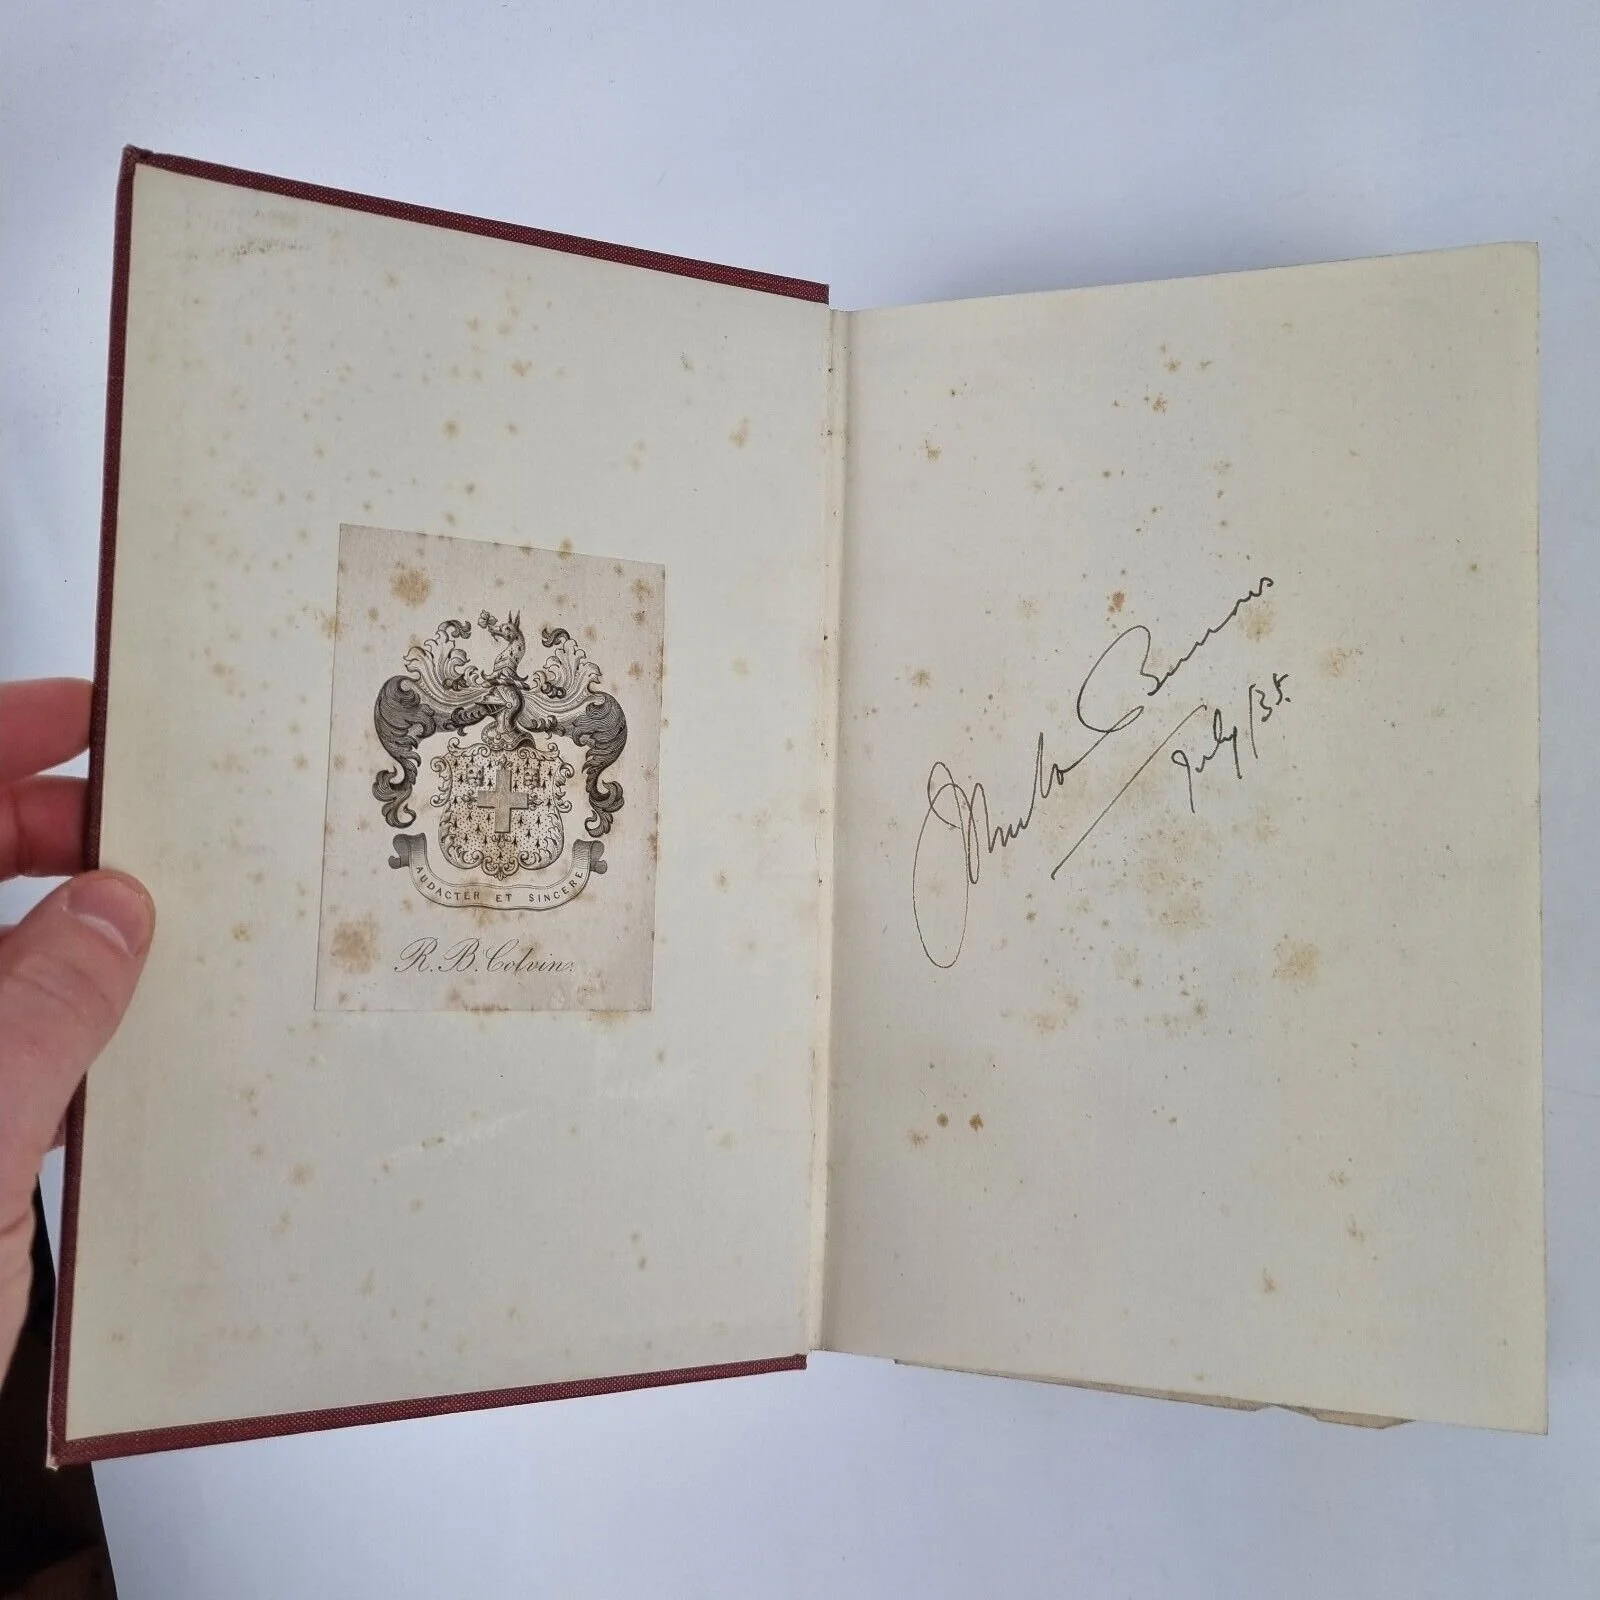 AUDACTER ET SINCERE
R. B. Colvin.
July /35.